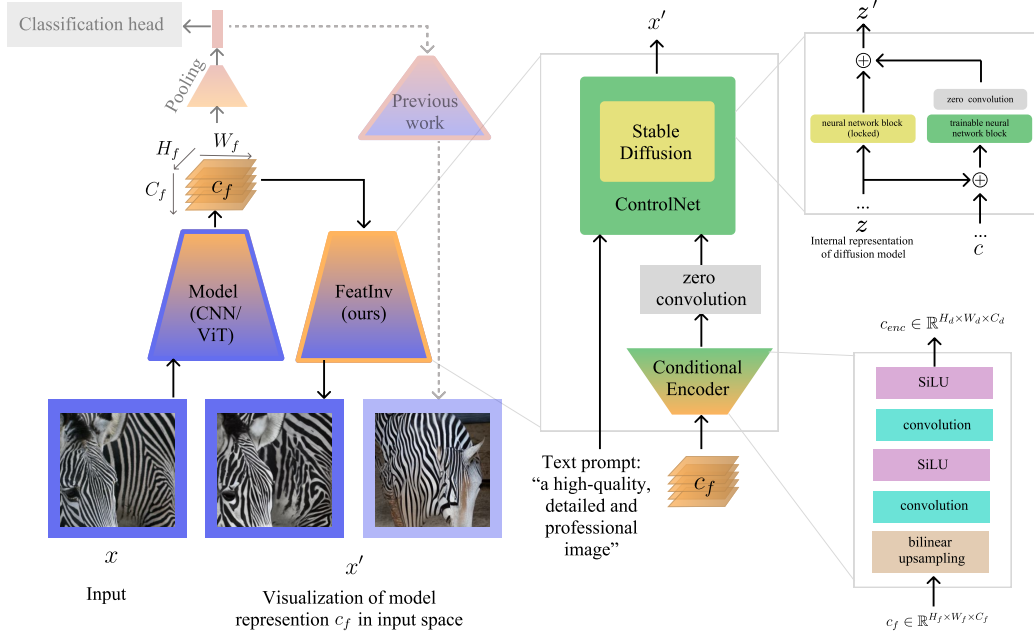 Classification head
Pooling
Previous
work
H_f
W_f
C_f
c_f
Model
(CNN/
ViT)
FeatInv
(ours)
x
Input
x′
Visualization of model
represention c_f in input space
x′
Stable
Diffusion
ControlNet
zero
convolution
Conditional
Encoder
Text prompt:
“a high-quality,
detailed and
professional
image”
c_f
z′
⊕
zero convolution
neural network block
(locked)
trainable neural
network block
⊕
...
z
Internal representation
of diffusion model
...
c
c_{enc} ∈ ℝ^{H_d×W_d×C_d}
SiLU
convolution
SiLU
convolution
bilinear
upsampling
c_f ∈ ℝ^{H_f×W_f×C_f}